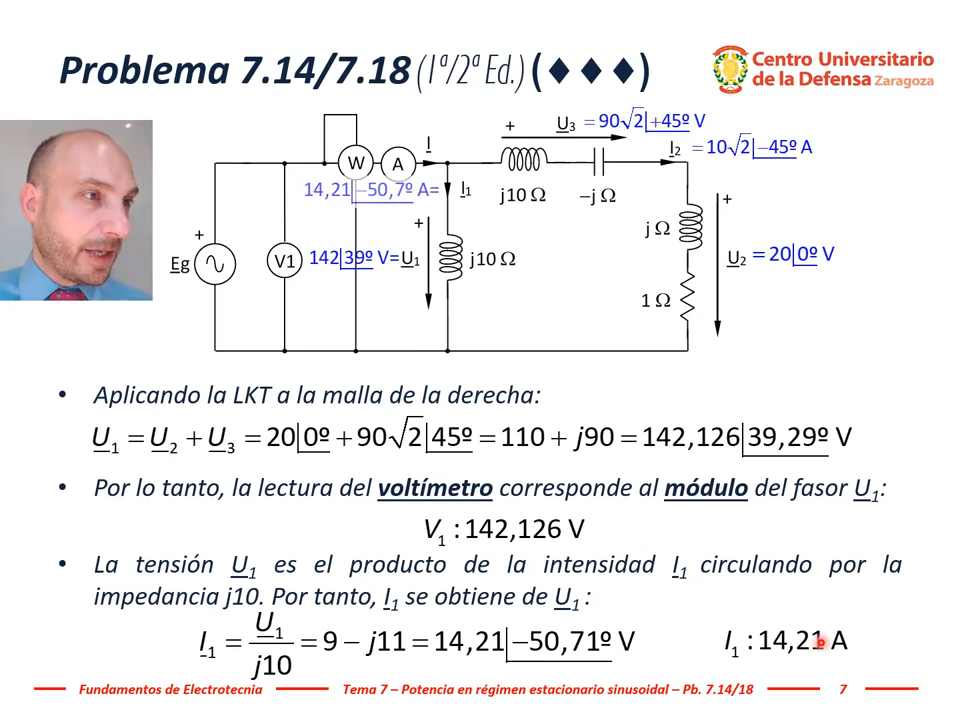 Problema 7.14/7.18 (1ª/2ª Ed.) (♦♦♦)
Centro Universitario
de la Defensa Zaragoza
+ U3 = 90√2|+45º V
I
I2 = 10√2|−45º A
W
A
14,21|−50,7º A=
I1
j10 Ω
−j Ω
+
+
+
jΩ
Eg
V1
142|39º V=U1
j10 Ω
U2 = 20|0º V
1 Ω
• Aplicando la LKT a la malla de la derecha:
U1 = U2 + U3 = 20|0º + 90√2|45º = 110 + j90 = 142,126|39,29º V
• Por lo tanto, la lectura del voltímetro corresponde al módulo del fasor U1:
V1 : 142,126 V
• La tensión U1 es el producto de la intensidad I1 circulando por la
impedancia j10. Por tanto, I1 se obtiene de U1 :
I1 = U1/j10 = 9 − j11 = 14,21|−50,71º V
I1 : 14,21 A
Fundamentos de Electrotecnia
Tema 7 – Potencia en régimen estacionario sinusoidal – Pb. 7.14/18
7